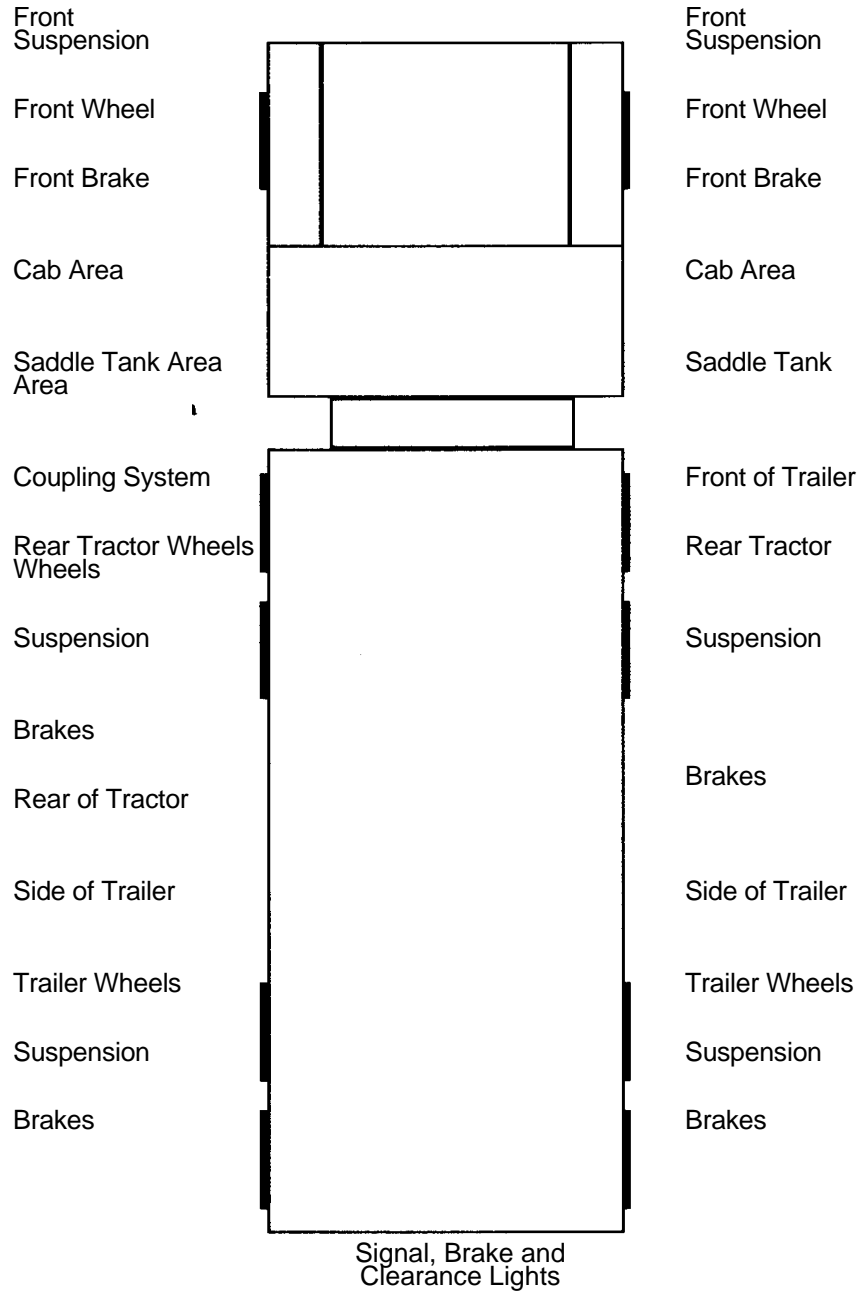 Front
Suspension
Front Wheel
Front Brake
Cab Area
Saddle Tank Area
Area
Coupling System
Rear Tractor Wheels
Wheels
Suspension
Brakes
Rear of Tractor
Side of Trailer
Trailer Wheels
Suspension
Brakes
Front
Suspension
Front Wheel
Front Brake
Cab Area
Saddle Tank
Front of Trailer
Rear Tractor
Suspension
Brakes
Side of Trailer
Trailer Wheels
Suspension
Brakes
Signal, Brake and
Clearance Lights